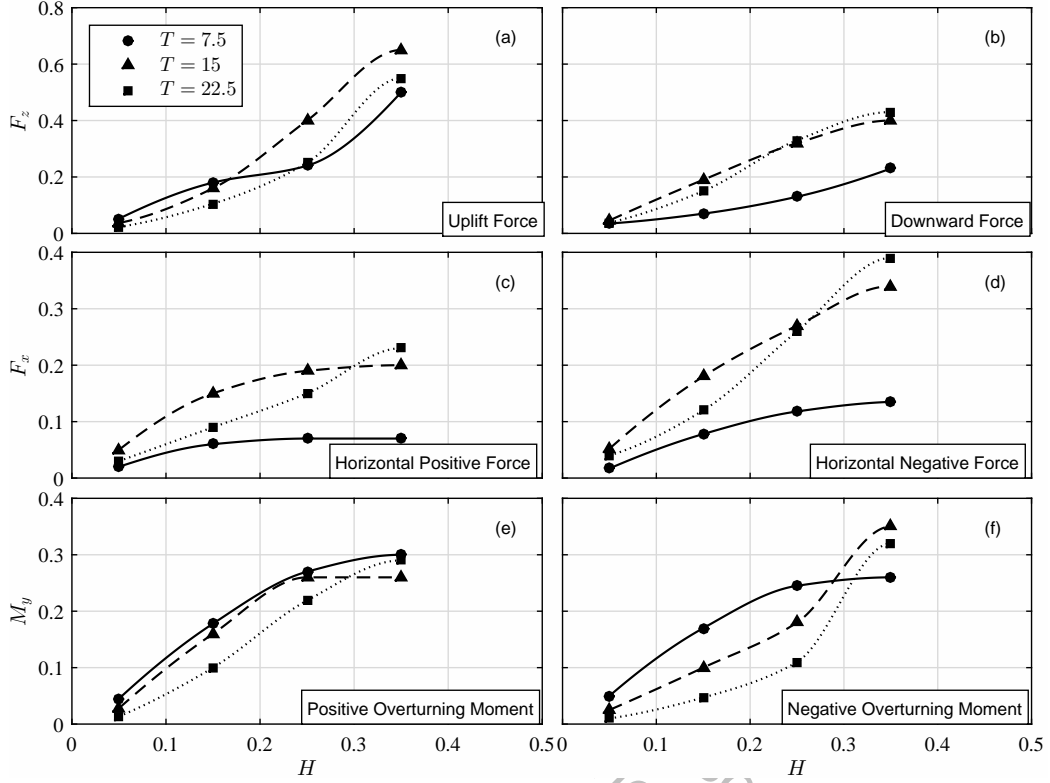 0.8
0.6
0.4
0.2
0
F_z
T = 7.5
T = 15
T = 22.5
(a)
Uplift Force
(b)
Downward Force
0.4
0.3
0.2
0.1
0
F_x
(c)
Horizontal Positive Force
(d)
Horizontal Negative Force
0.3
0.2
0.1
0
M_y
(e)
Positive Overturning Moment
(f)
Negative Overturning Moment
0 0.1 0.2 0.3 0.4 0.5 0.1 0.2 0.3 0.4 0.5
H H